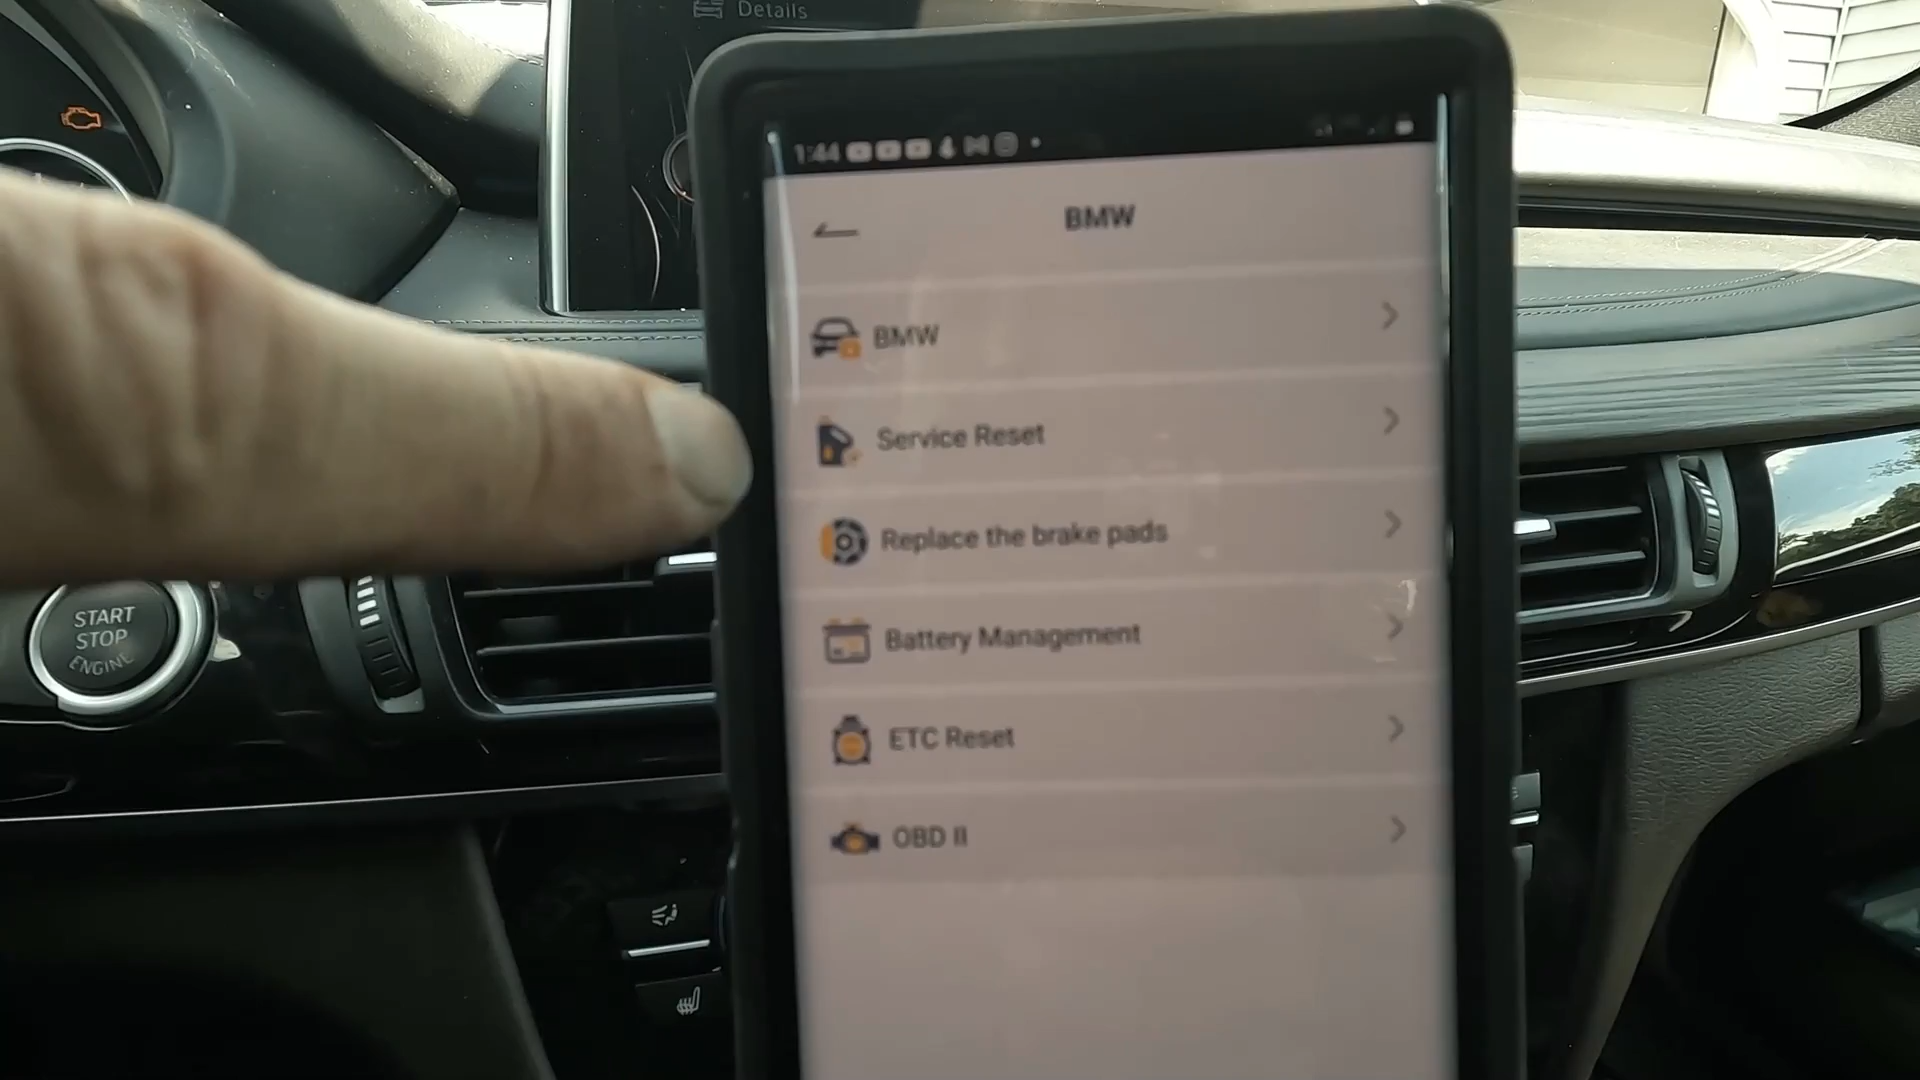 Details
1:44
BMW
BMW
Service Reset
Replace the brake pads
Battery Management
ETC Reset
OBD II
START
STOP
ENGINE